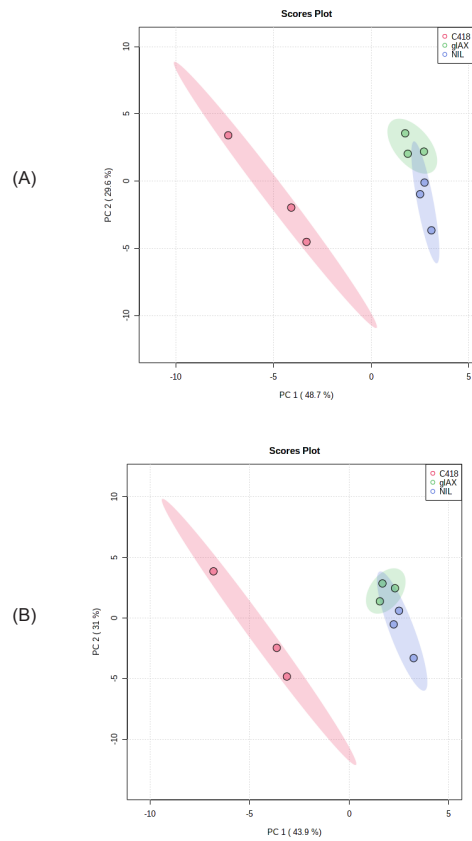 (A)
Scores Plot
C418
glAX
NIL
PC 2 ( 29.6 %)
10
5
0
-5
-10
-10
-5
0
5
PC 1 ( 48.7 %)
(B)
Scores Plot
C418
glAX
NIL
PC 2 ( 31 %)
10
5
0
-5
-10
-10
-5
0
PC 1 ( 43.9 %)